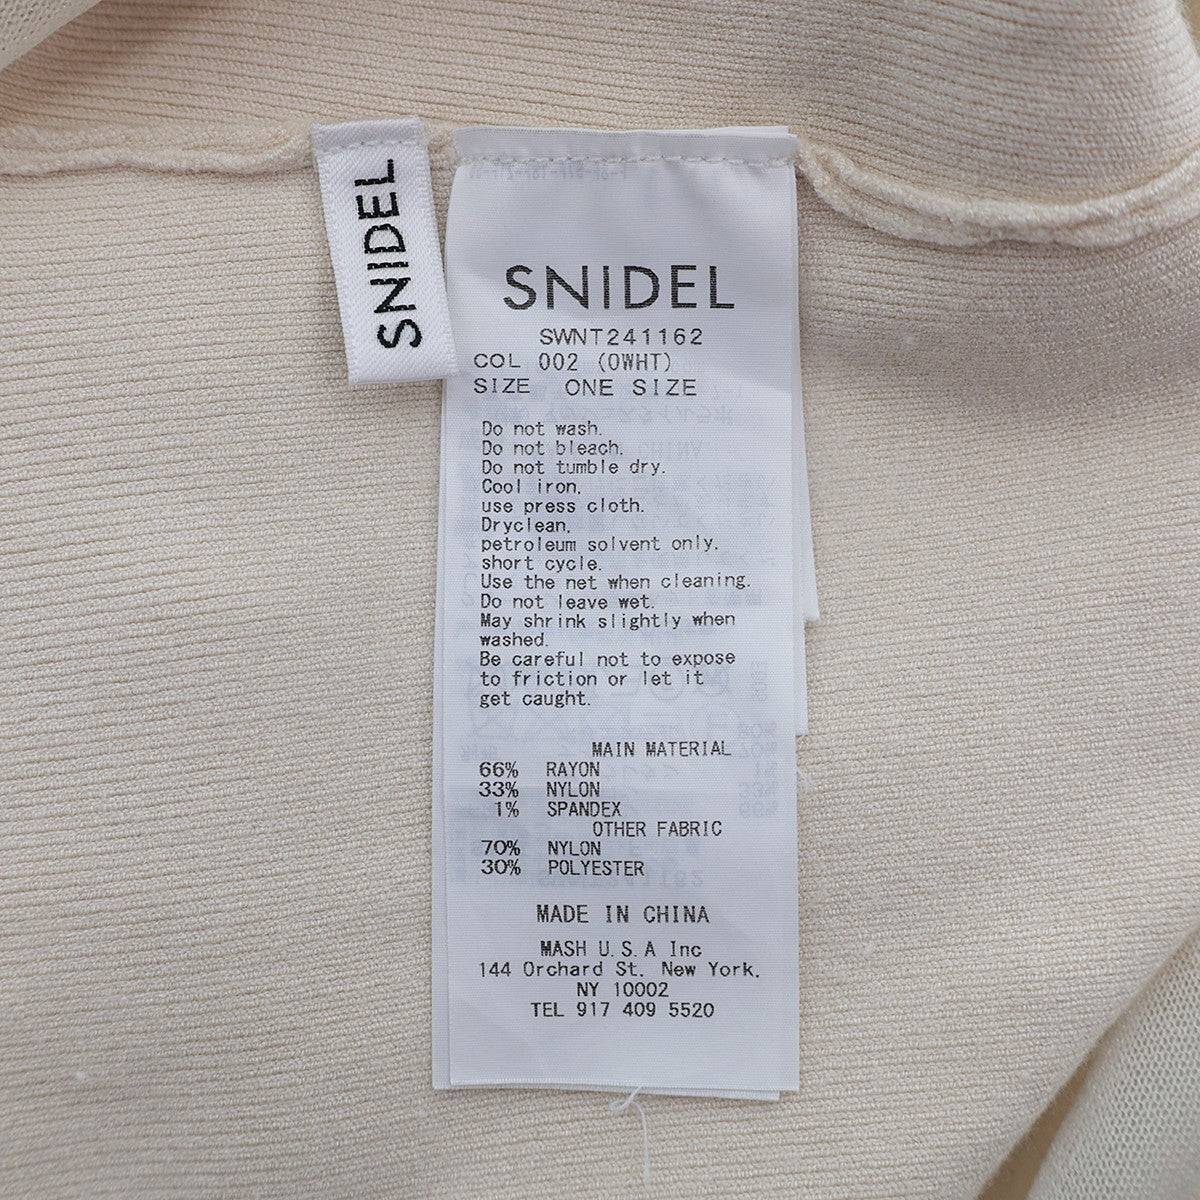 SNIDEL
SNIDEL
SWNT241162
COL 002 (OWHT)
SIZE ONE SIZE
Do not wash.
Do not bleach.
Do not tumble dry.
Cool iron,
use press cloth.
Dryclean,
petroleum solvent only,
short cycle.
Use the net when cleaning.
Do not leave wet.
May shrink slightly when
washed.
Be careful not to expose
to friction or let it
get caught.
MAIN MATERIAL
66% RAYON
33% NYLON
1% SPANDEX
OTHER FABRIC
70% NYLON
30% POLYESTER
MADE IN CHINA
MASH U.S.A Inc
144 Orchard St. New York,
NY 10002
TEL 917 409 5520